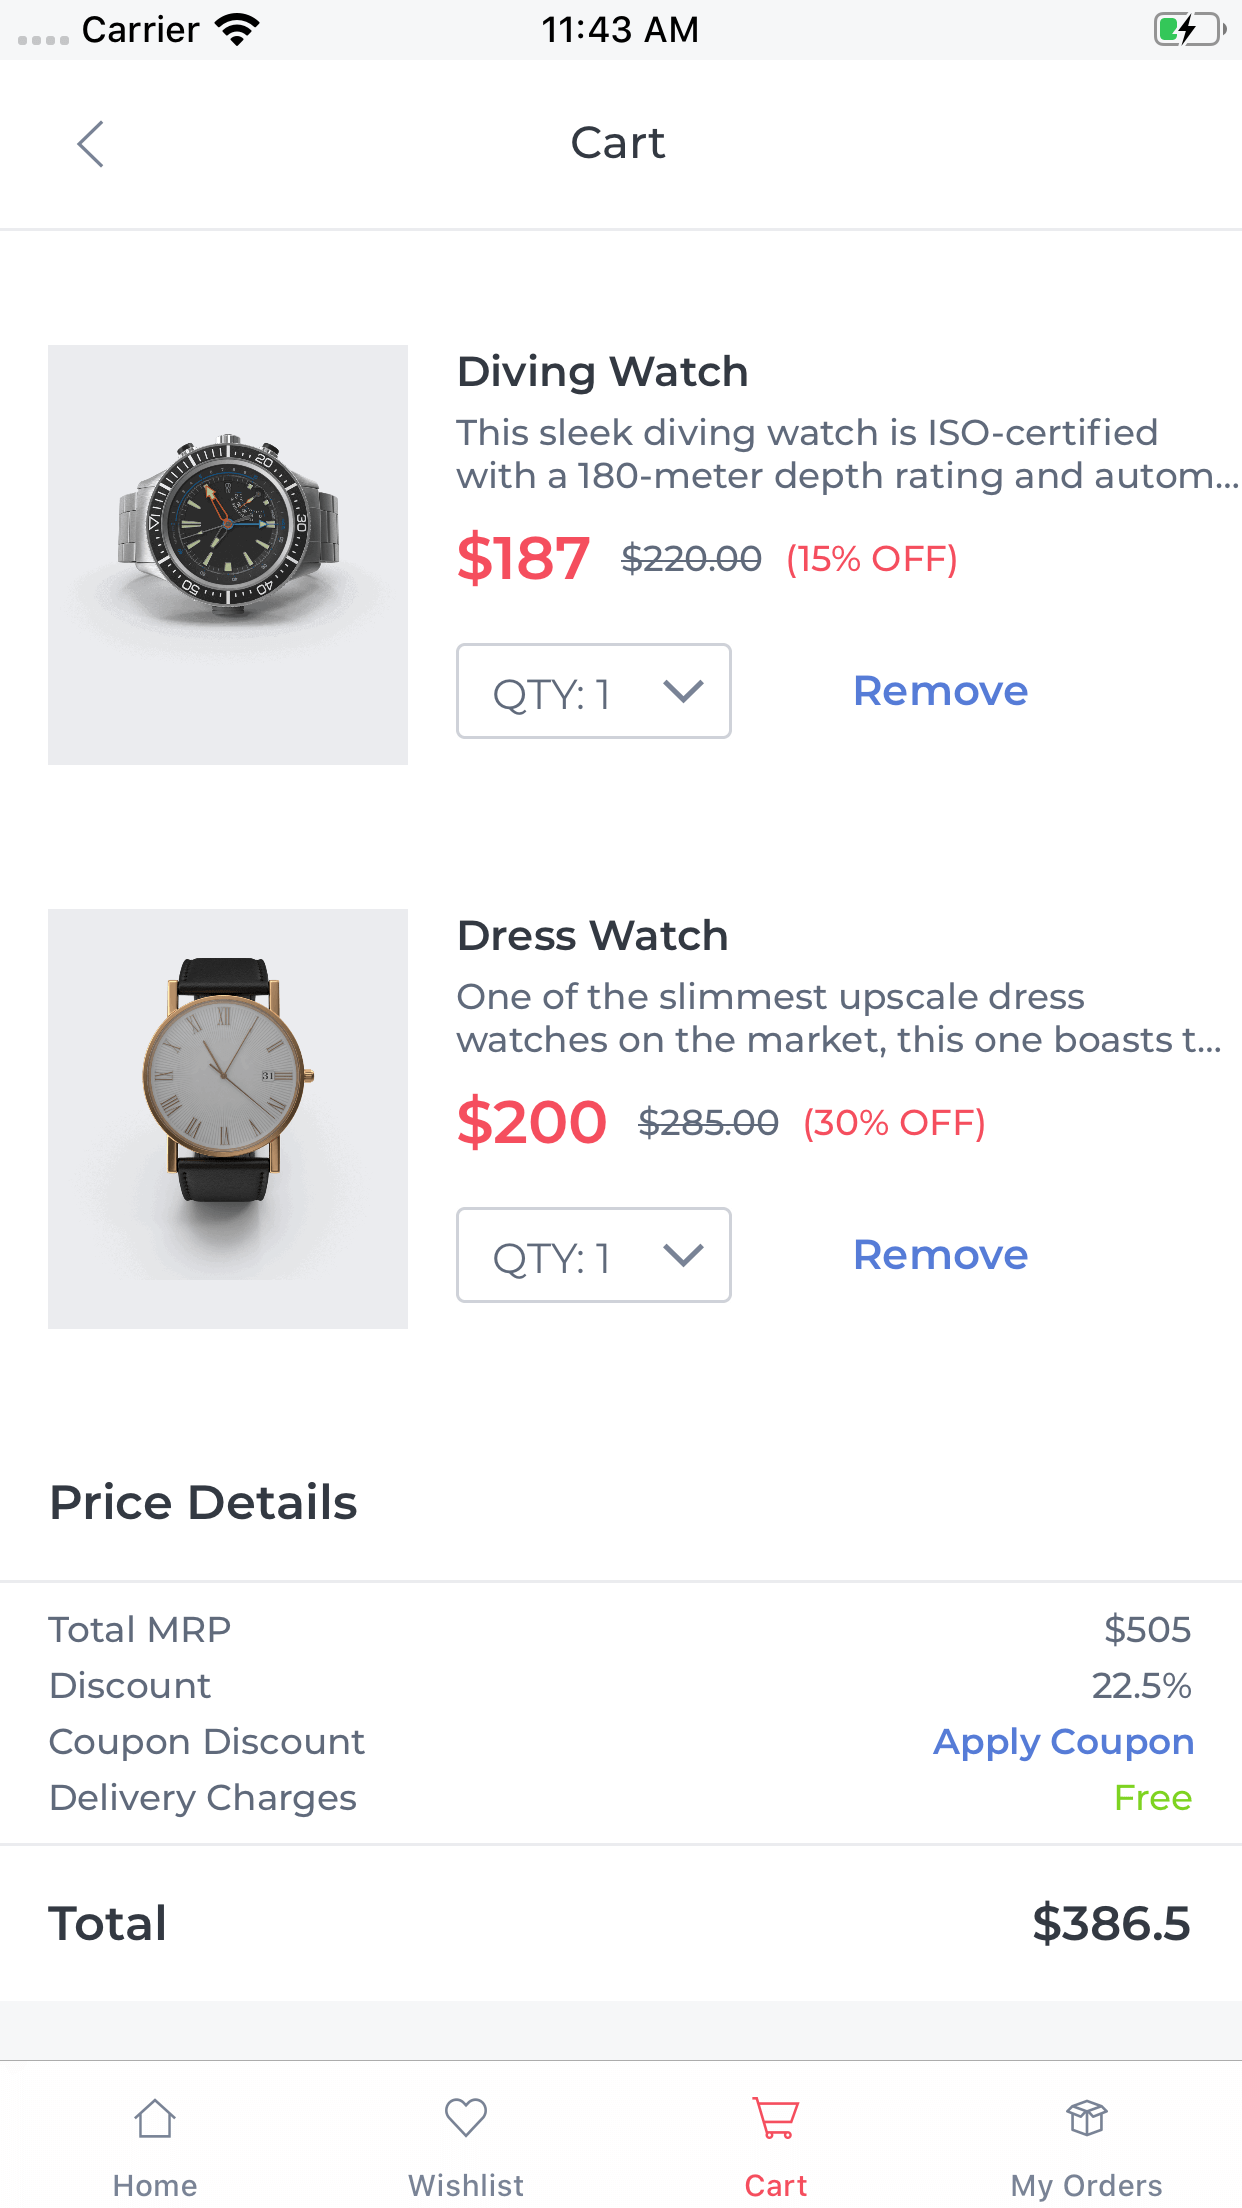 Carrier
11:43 AM
Cart
Diving Watch
This sleek diving watch is ISO-certified
with a 180-meter depth rating and autom...
$187 $220.00 (15% OFF)
QTY: 1
Remove
Dress Watch
One of the slimmest upscale dress
watches on the market, this one boasts t...
$200 $285.00 (30% OFF)
QTY: 1
Remove
Price Details
Total MRP $505
Discount 22.5%
Coupon Discount Apply Coupon
Delivery Charges Free
Total $386.5
Home
Wishlist
Cart
My Orders